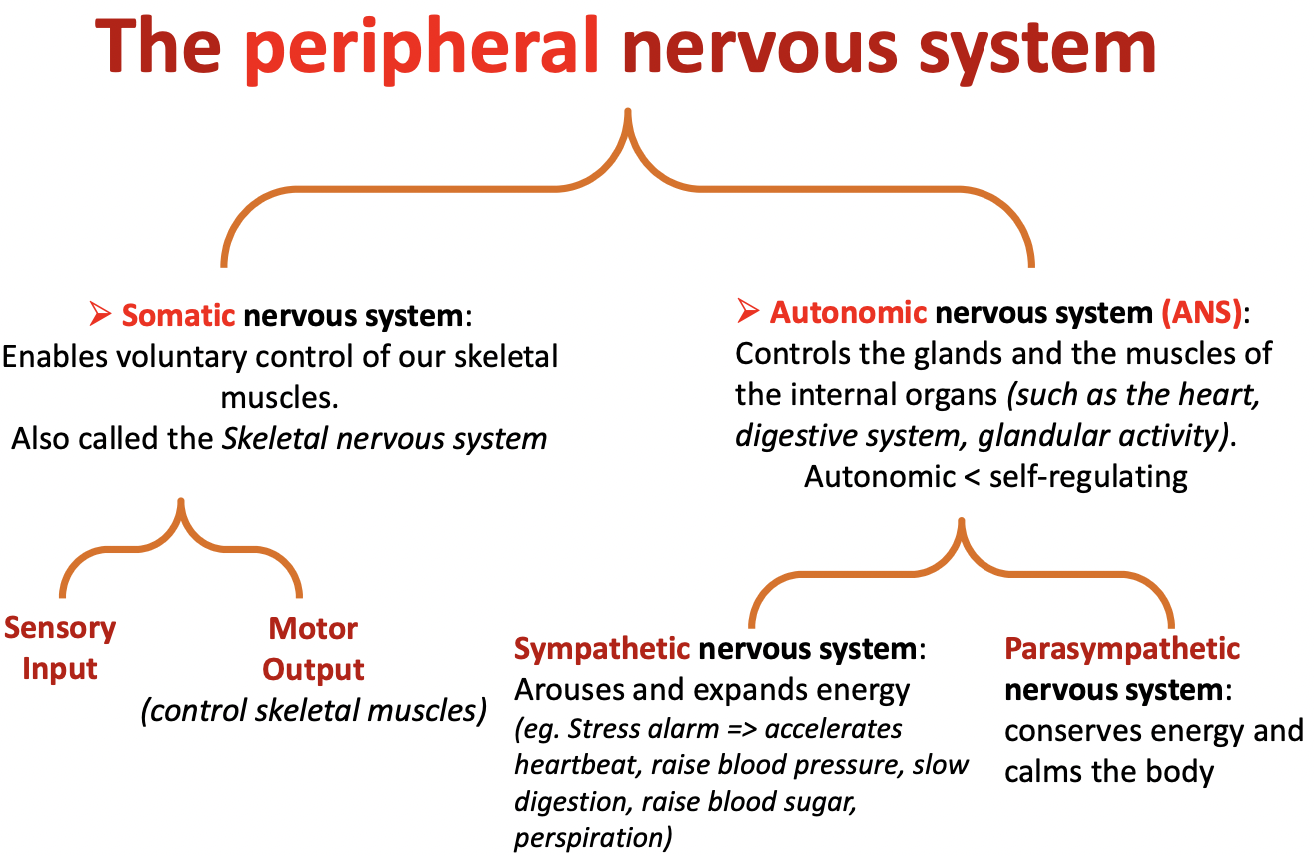 The peripheral nervous system
➢ Somatic nervous system:
Enables voluntary control of our skeletal
muscles.
Also called the Skeletal nervous system
➢ Autonomic nervous system (ANS):
Controls the glands and the muscles of
the internal organs (such as the heart,
digestive system, glandular activity).
Autonomic < self-regulating
Sensory
Input
Motor
Output
(control skeletal muscles)
Sympathetic nervous system:
Arouses and expands energy
(eg. Stress alarm => accelerates
heartbeat, raise blood pressure, slow
digestion, raise blood sugar,
perspiration)
Parasympathetic
nervous system:
conserves energy and
calms the body